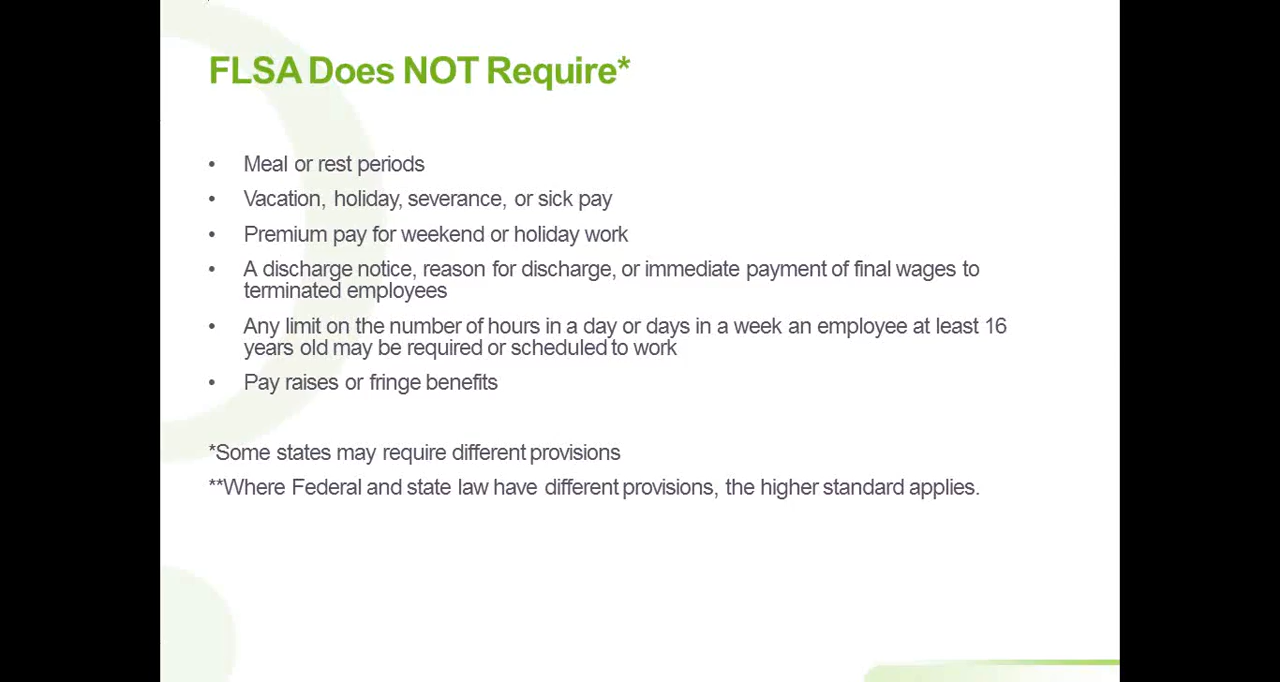 FLSA Does NOT Require*
• Meal or rest periods
• Vacation, holiday, severance, or sick pay
• Premium pay for weekend or holiday work
• A discharge notice, reason for discharge, or immediate payment of final wages to
terminated employees
• Any limit on the number of hours in a day or days in a week an employee at least 16
years old may be required or scheduled to work
• Pay raises or fringe benefits
*Some states may require different provisions
**Where Federal and state law have different provisions, the higher standard applies.